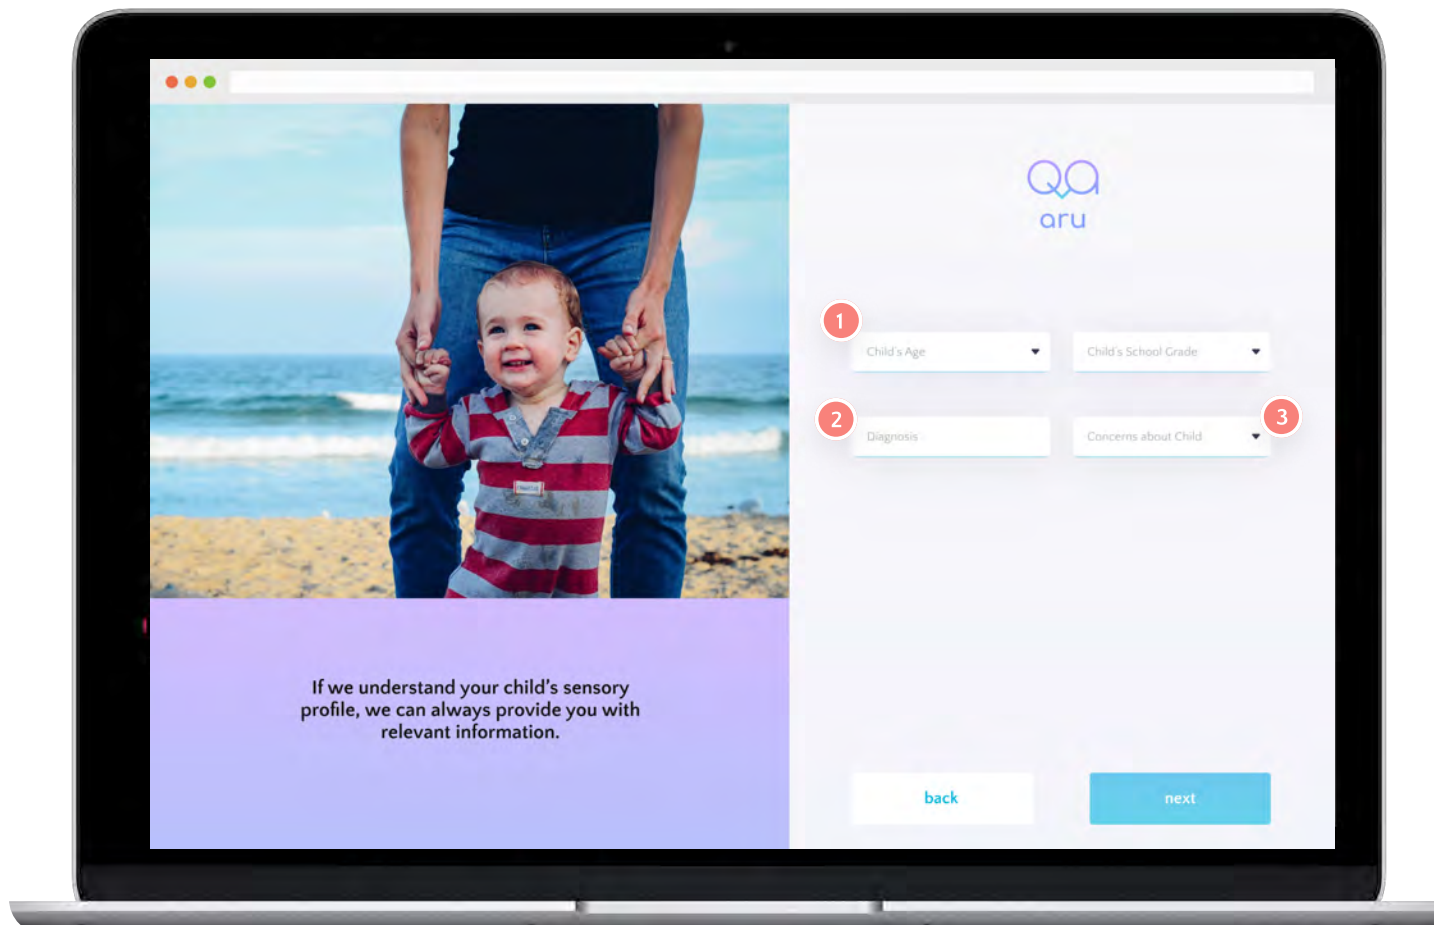 aru
1
Child's Age
Child's School Grade
2
Diagnosis
Concerns about Child
3
If we understand your child's sensory
profile, we can always provide you with
relevant information.
back
next